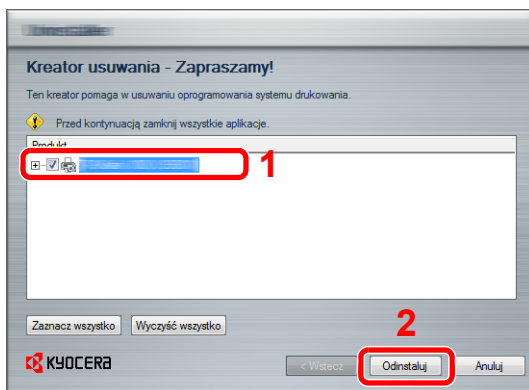 Kreator usuwania - Zapraszamy!
Ten kreator pomaga w usuwaniu oprogramowania systemu drukowania.
Przed kontynuacją zamknij wszystkie aplikacje.
Produkt
1
Zaznacz wszystko Wyczyść wszystko
2
KYOCERA < Wstecz Odinstaluj Anuluj